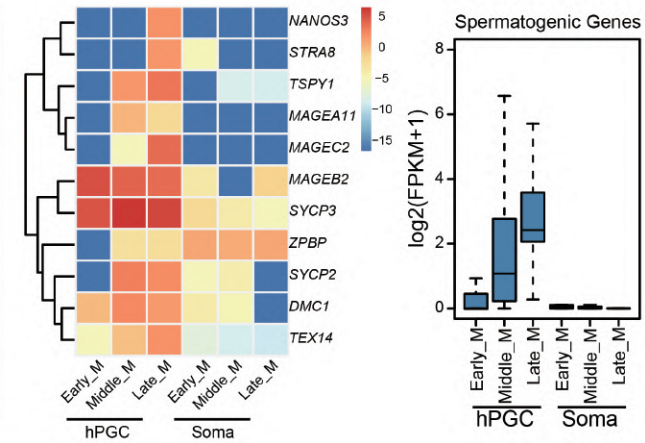 NANOS3
STRA8
TSPY1
MAGEA11
MAGEC2
MAGEB2
SYCP3
ZPBP
SYCP2
DMC1
TEX14
5
0
−5
−10
−15
Early_M
Middle_M
Late_M
Early_M
Middle_M
Late_M
hPGC
Soma
Spermatogenic Genes
log2(FPKM+1)
8
6
4
2
0
Early_M
Middle_M
Late_M
Early_M
Middle_M
Late_M
hPGC
Soma